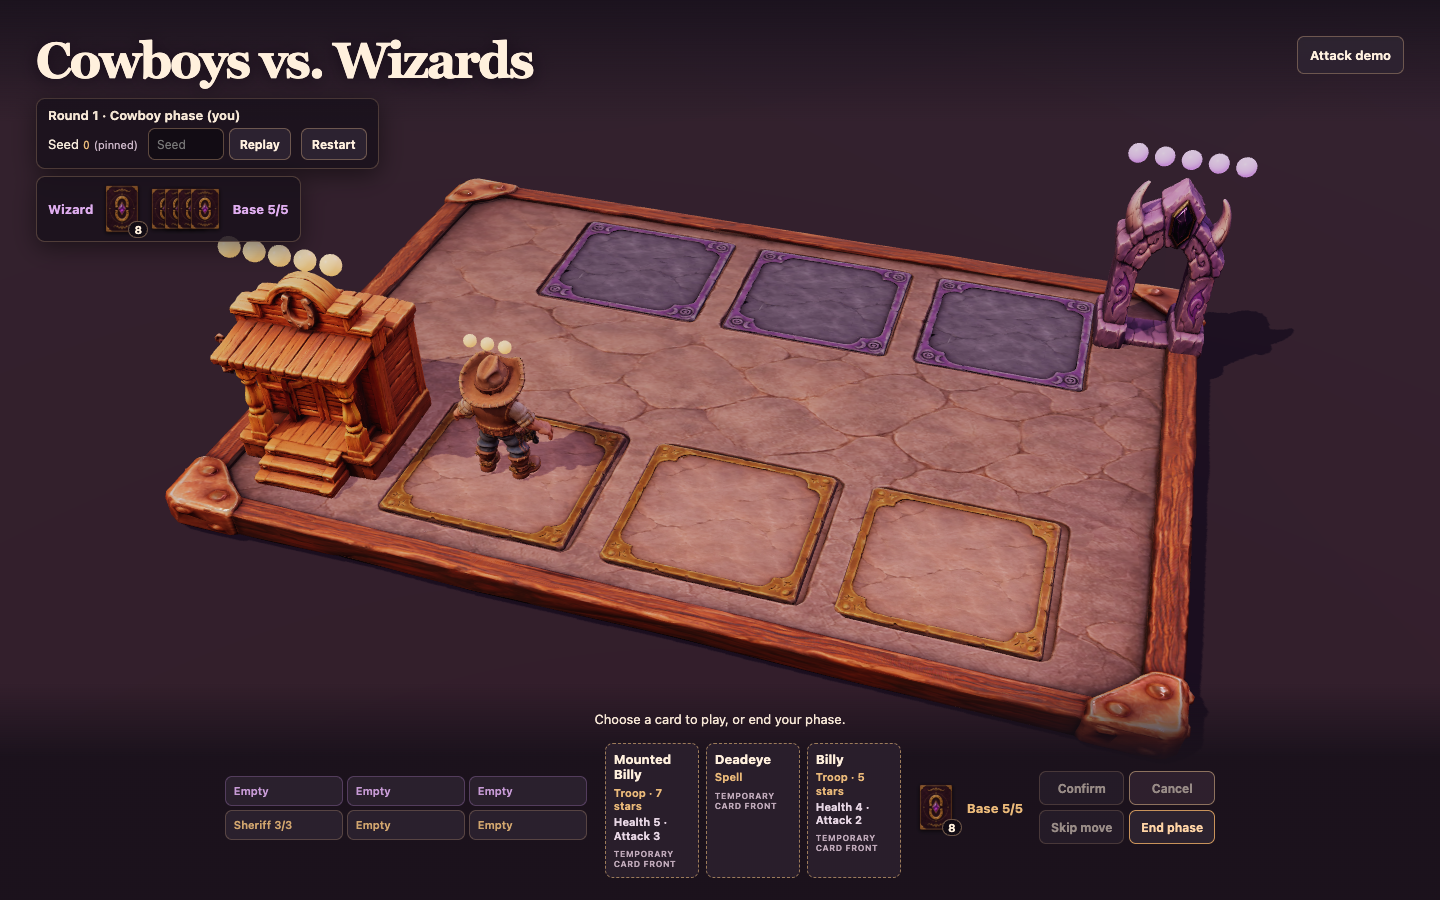 Cowboys vs. Wizards
Attack demo
Round 1 · Cowboy phase (you)
Seed 0 (pinned) Seed Replay Restart
Wizard 8 Base 5/5
Choose a card to play, or end your phase.
Empty Empty Empty
Sheriff 3/3 Empty Empty
Mounted
Billy
Troop · 7
stars
Health 5 ·
Attack 3
TEMPORARY
CARD FRONT
Deadeye
Spell
TEMPORARY
CARD FRONT
Billy
Troop · 5
stars
Health 4 ·
Attack 2
TEMPORARY
CARD FRONT
8 Base 5/5
Confirm Cancel
Skip move End phase